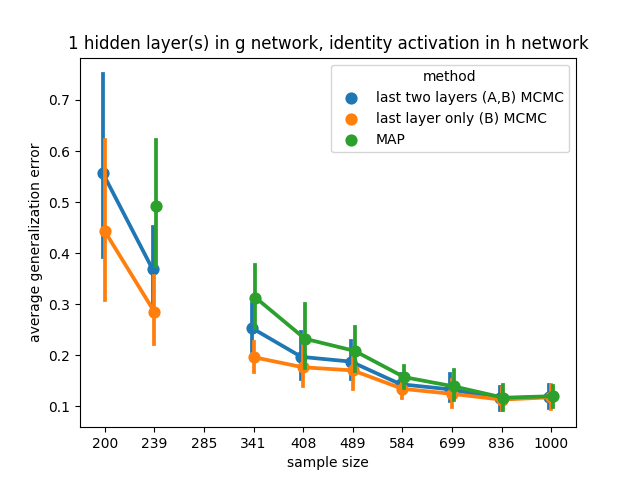 1 hidden layer(s) in g network, identity activation in h network
method
last two layers (A,B) MCMC
last layer only (B) MCMC
MAP
average generalization error
0.7
0.6
0.5
0.4
0.3
0.2
0.1
200 239 285 341 408 489 584 699 836 1000
sample size